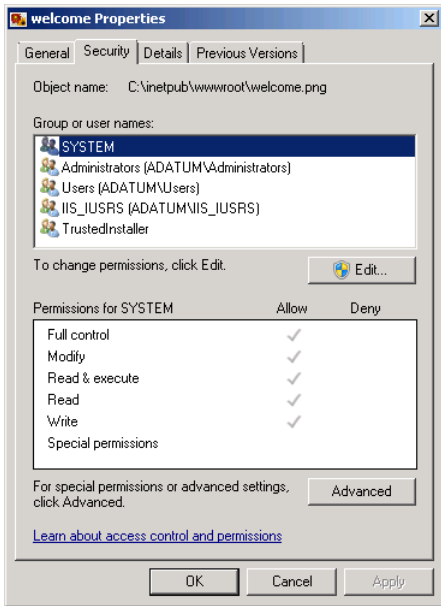 welcome Properties
General Security Details Previous Versions
Object name: C:\inetpub\wwwroot\welcome.png
Group or user names:
SYSTEM
Administrators (ADATUM\Administrators)
Users (ADATUM\Users)
IIS_IUSRS (ADATUM\IIS_IUSRS)
TrustedInstaller
To change permissions, click Edit.
Edit...
Permissions for SYSTEM Allow Deny
Full control
Modify
Read & execute
Read
Write
Special permissions
For special permissions or advanced settings,
click Advanced.
Advanced
Learn about access control and permissions
OK Cancel Apply